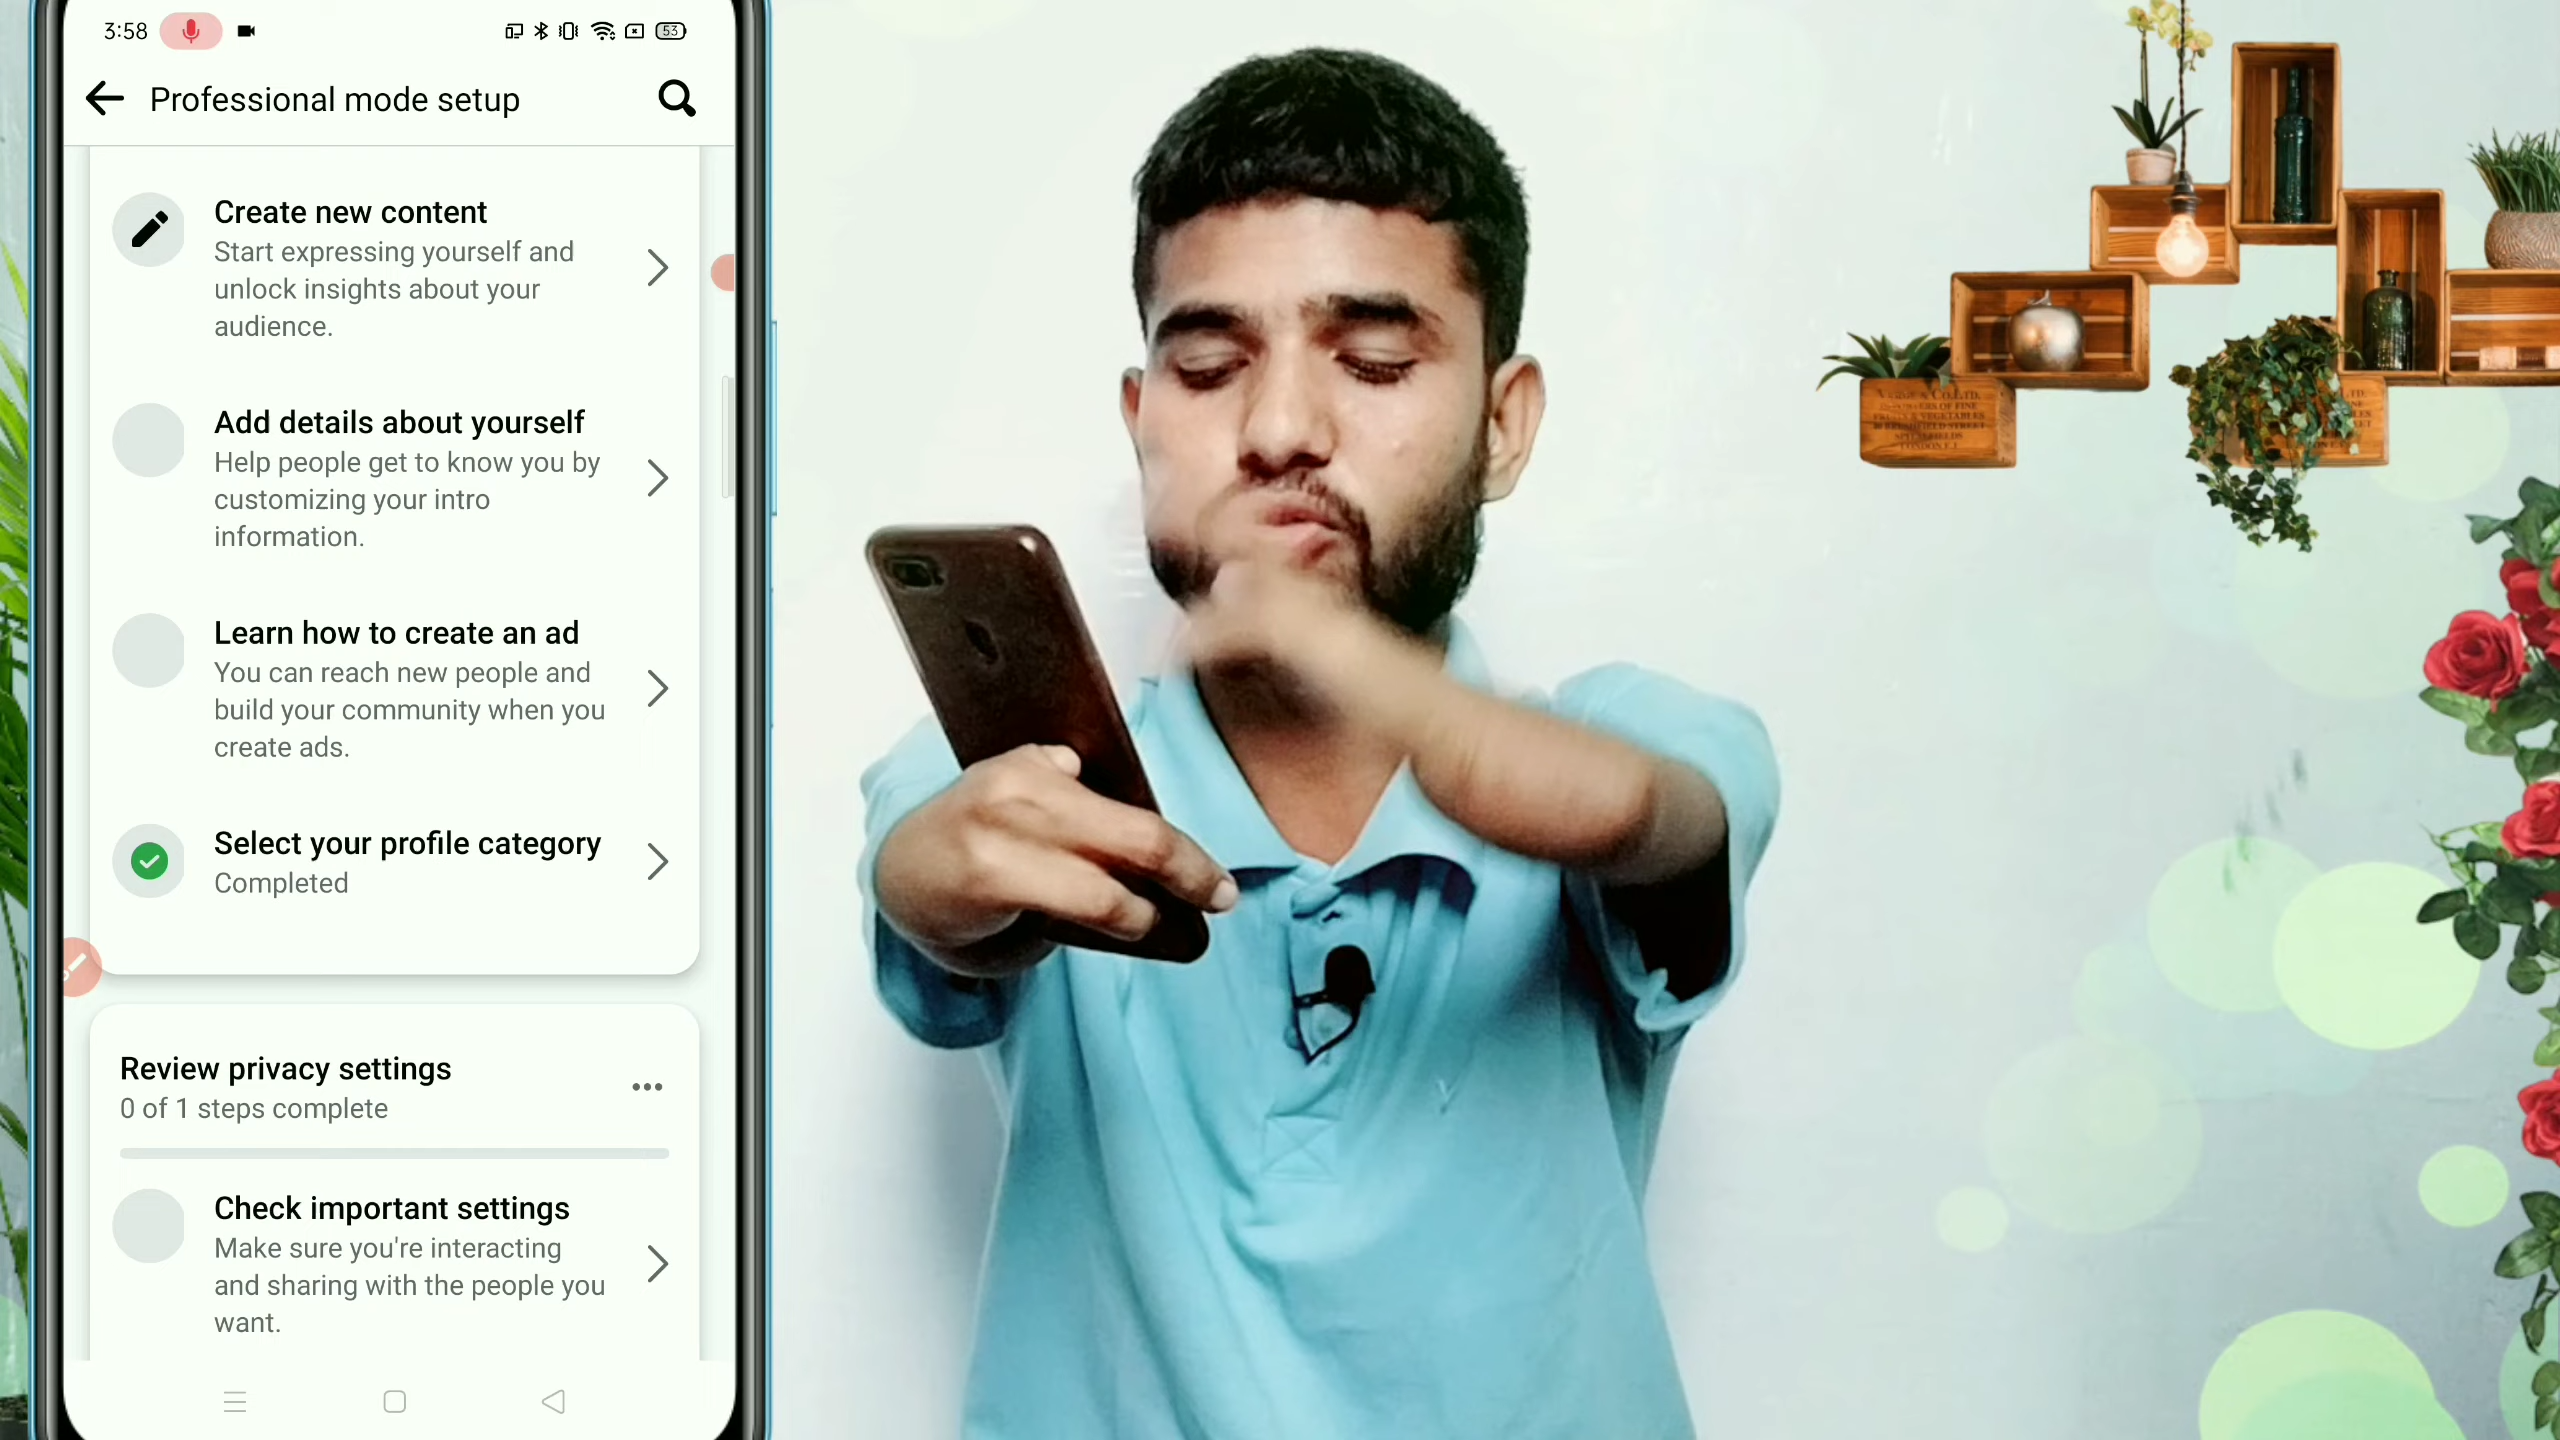 3:58
53
Professional mode setup
Create new content
Start expressing yourself and
unlock insights about your
audience.
Add details about yourself
Help people get to know you by
customizing your intro
information.
Learn how to create an ad
You can reach new people and
build your community when you
create ads.
Select your profile category
Completed
Review privacy settings
0 of 1 steps complete
Check important settings
Make sure you're interacting
and sharing with the people you
want.